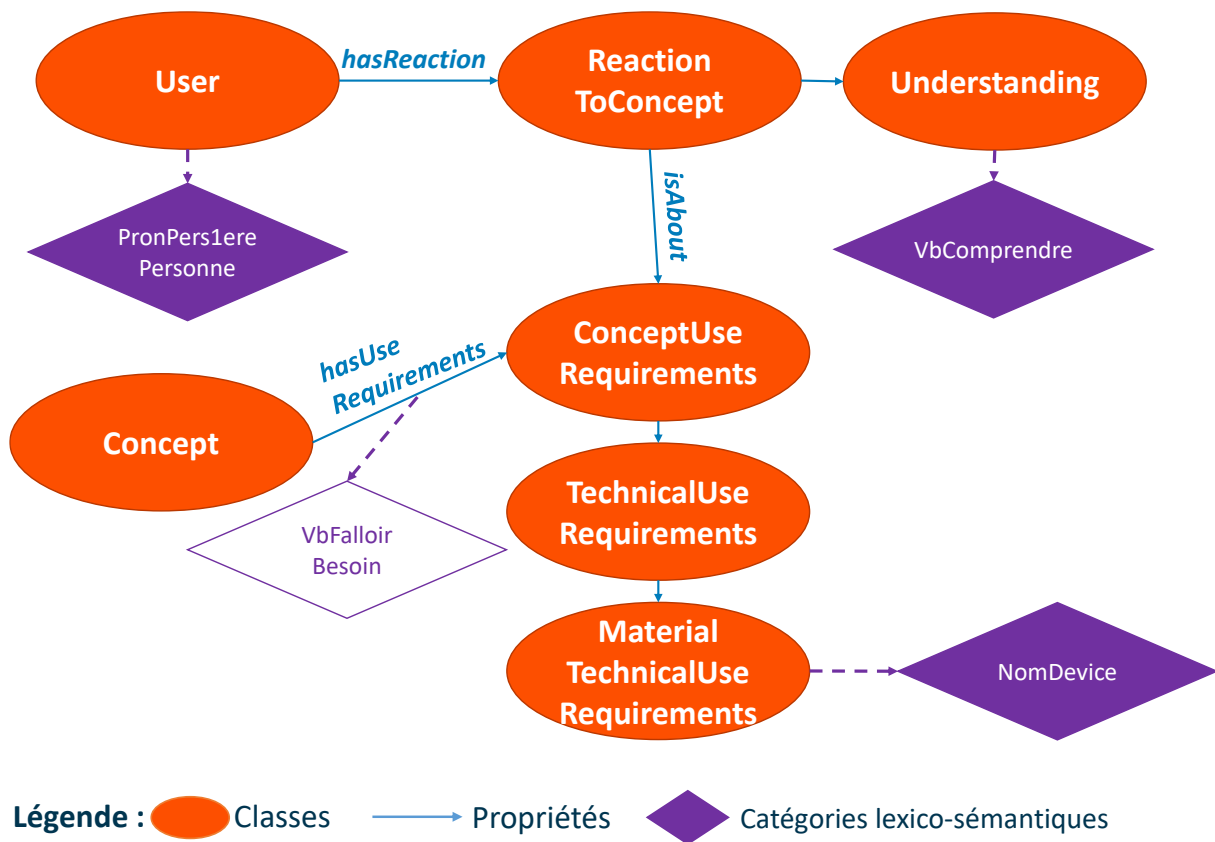 User
hasReaction
Reaction
ToConcept
Understanding
PronPers1ere
Personne
isAbout
VbComprendre
hasUse
Requirements
ConceptUse
Requirements
Concept
TechnicalUse
Requirements
VbFalloir
Besoin
Material
TechnicalUse
Requirements
NomDevice
Légende : Classes Propriétés Catégories lexico-sémantiques